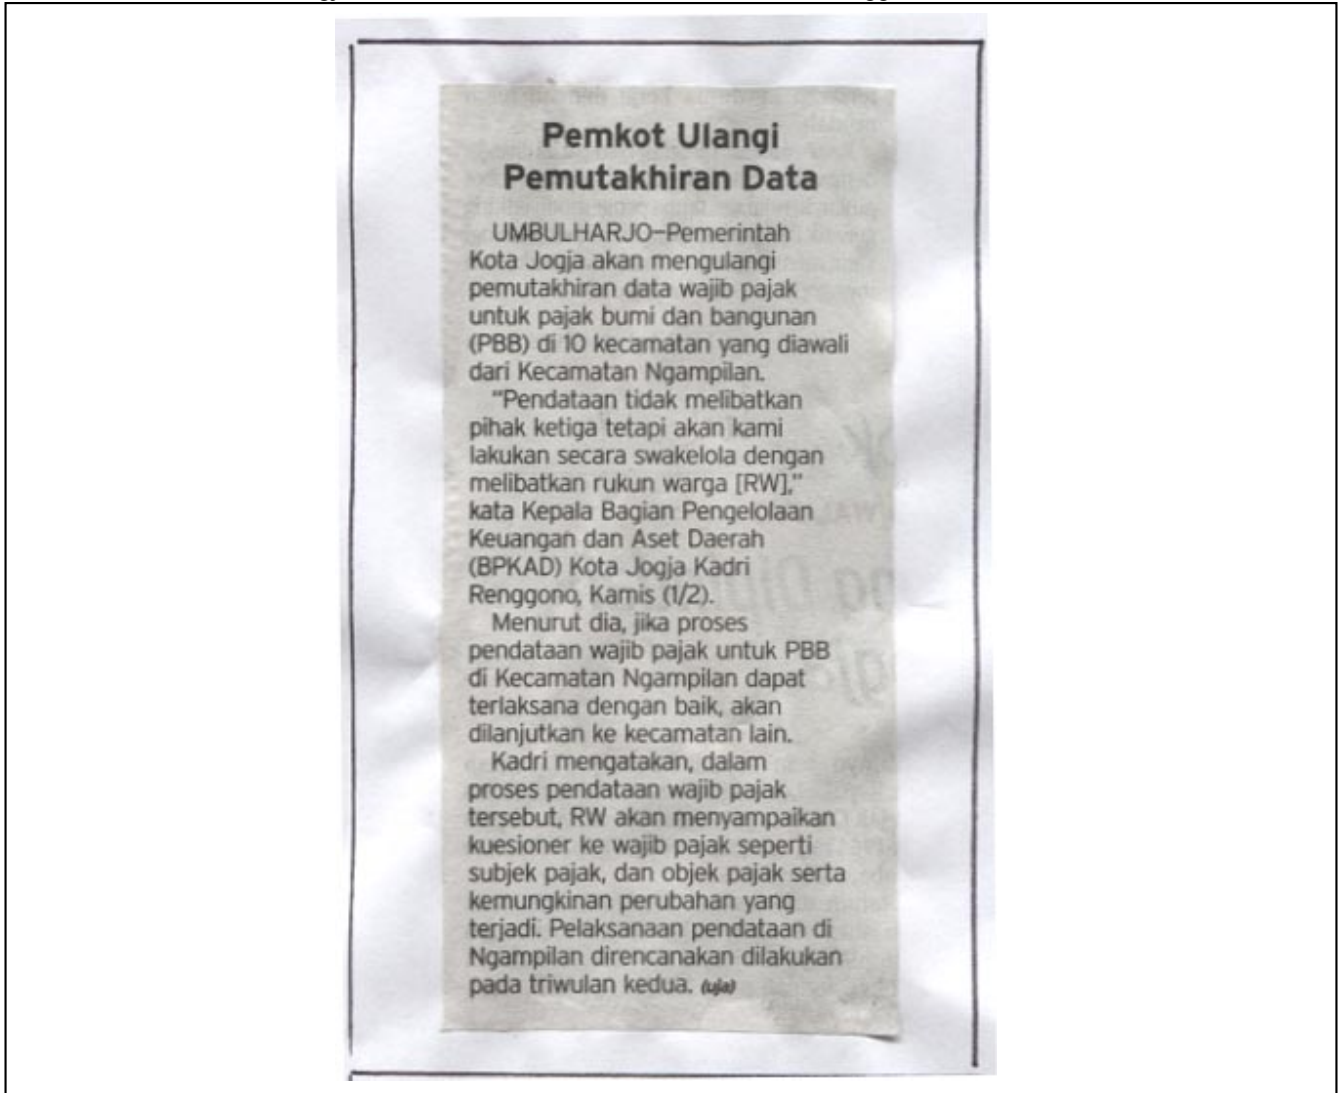 Pemkot Ulangi
Pemutakhiran Data
UMBULHARJO—Pemerintah
Kota Jogja akan mengulangi
pemutakhiran data wajib pajak
untuk pajak bumi dan bangunan
(PBB) di 10 kecamatan yang diawali
dari Kecamatan Ngampilan.
"Pendataan tidak melibatkan
pihak ketiga tetapi akan kami
lakukan secara swakelola dengan
melibatkan rukun warga [RW],"
kata Kepala Bagian Pengelolaan
Keuangan dan Aset Daerah
(BPKAD) Kota Jogja Kadri
Renggono, Kamis (1/2).
Menurut dia, jika proses
pendataan wajib pajak untuk PBB
di Kecamatan Ngampilan dapat
terlaksana dengan baik, akan
dilanjutkan ke kecamatan lain.
Kadri mengatakan, dalam
proses pendataan wajib pajak
tersebut, RW akan menyampaikan
kuesioner ke wajib pajak seperti
subjek pajak, dan objek pajak serta
kemungkinan perubahan yang
terjadi. Pelaksanaan pendataan di
Ngampilan direncanakan dilakukan
pada triwulan kedua. (uja)